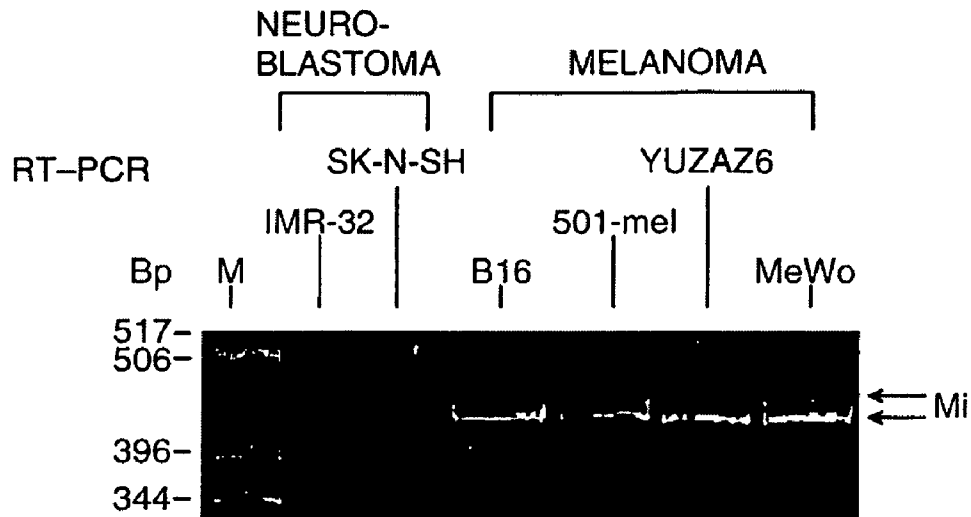 NEURO-
BLASTOMA
MELANOMA
RT–PCR
SK-N-SH
YUZAZ6
IMR-32
501-mel
Bp
M
B16
MeWo
517-
506-
Mi
396-
344-